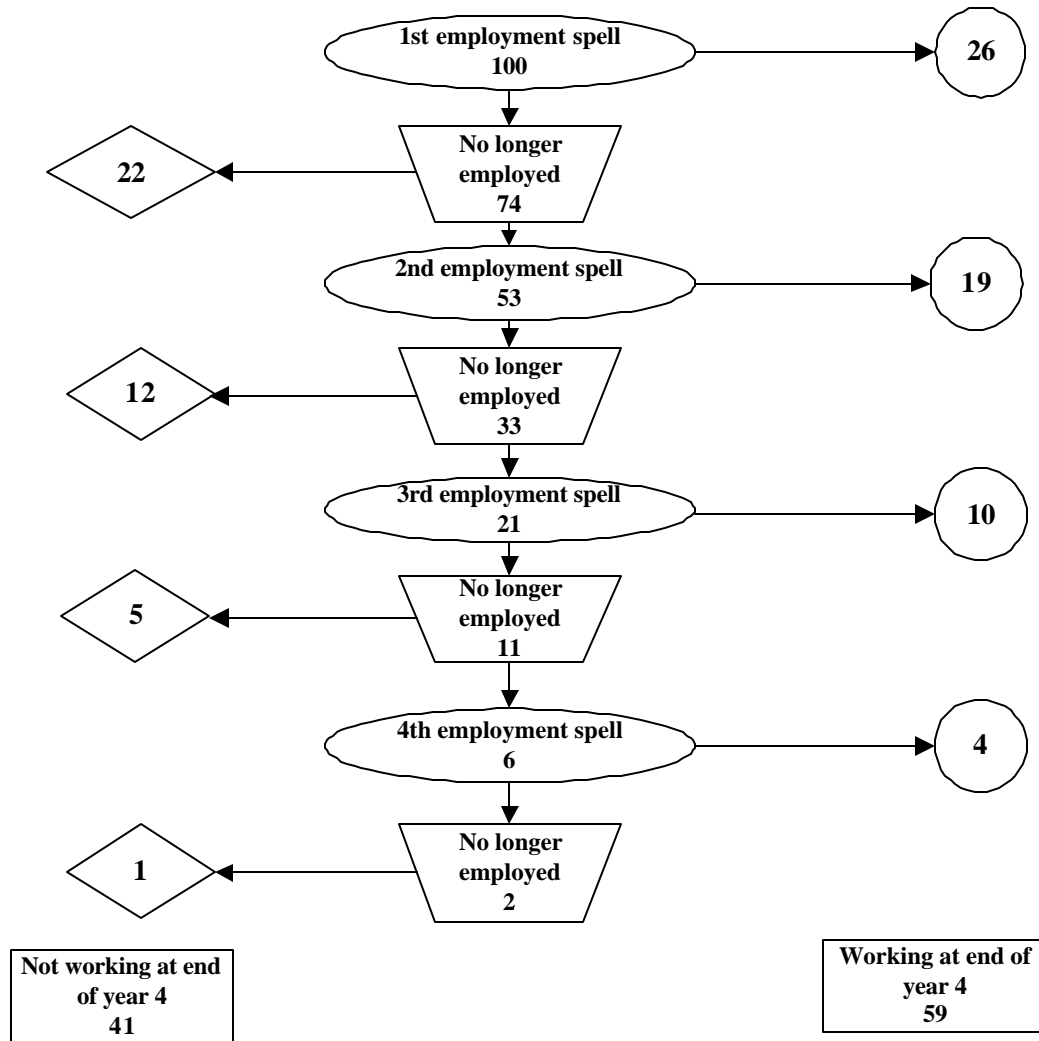 1st employment spell
100
26
No longer
employed
74
22
2nd employment spell
53
19
No longer
employed
33
12
3rd employment spell
21
10
No longer
employed
11
5
4th employment spell
6
4
No longer
employed
2
1
Not working at end
of year 4
41
Working at end of
year 4
59